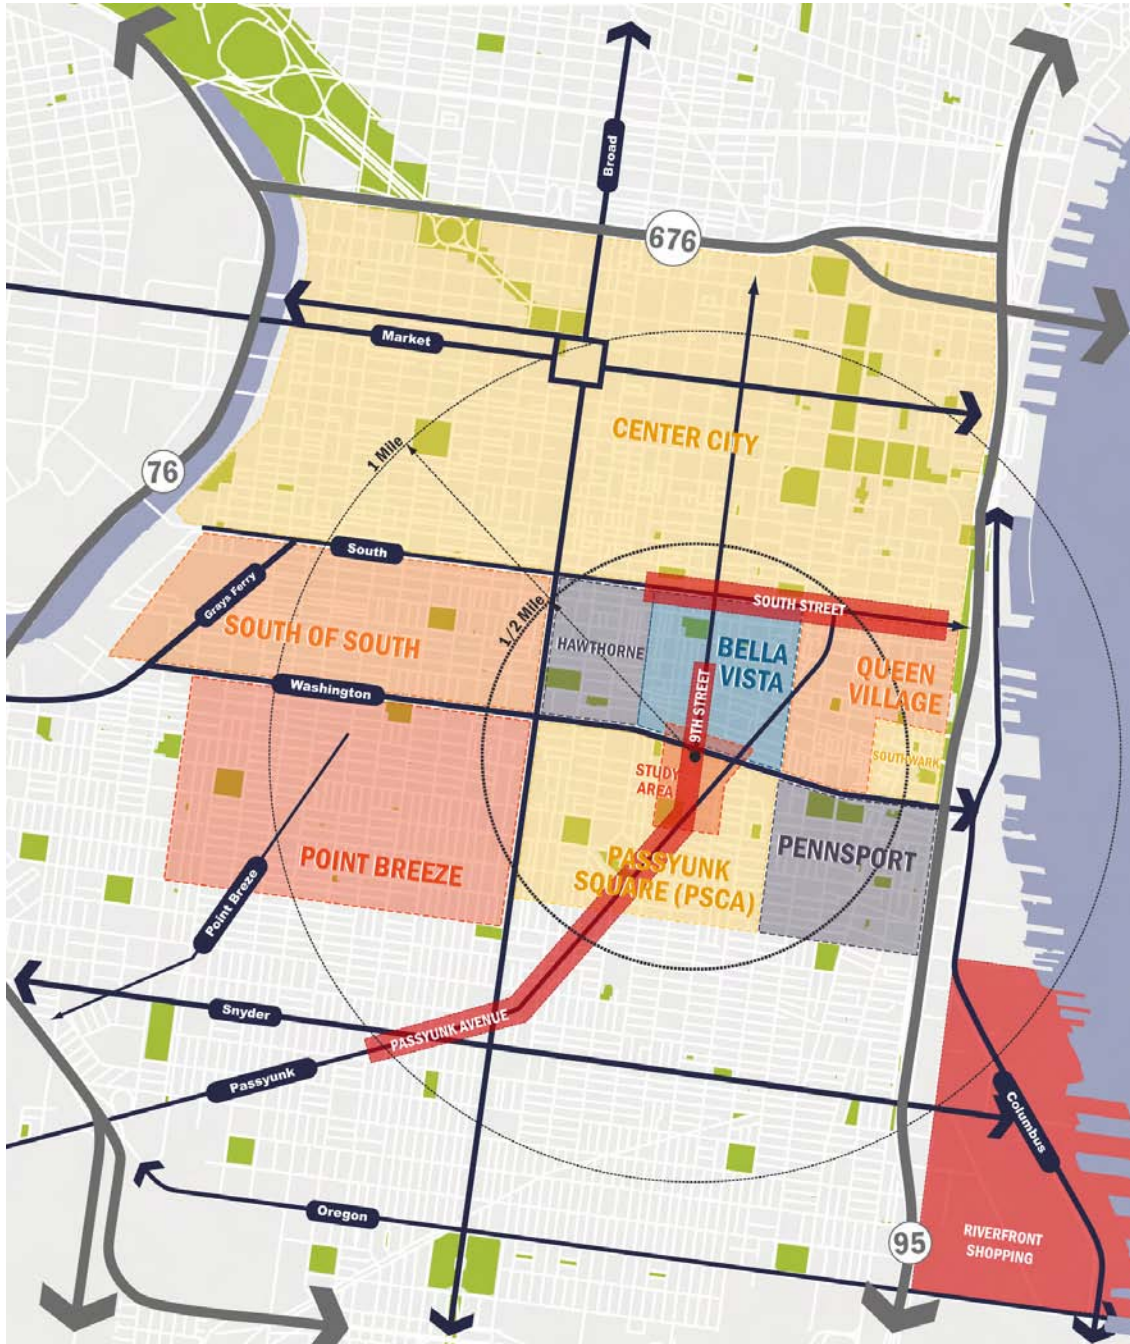 Broad
676
Market
CENTER CITY
1 Mile
76
South
Grays Ferry
1/2 Mile
SOUTH STREET
SOUTH OF SOUTH
HAWTHORNE
BELLA
VISTA
QUEEN
VILLAGE
Washington
9TH STREET
SOUTHWARK
STUDY
AREA
POINT BREEZE
PASSYUNK
SQUARE (PSCA)
PENNSPORT
Point Breze
Snyder
PASSYUNK AVENUE
Passyunk
Columbus
Oregon
95
RIVERFRONT
SHOPPING